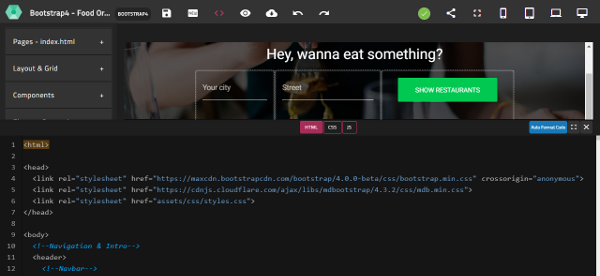 Bootstrap4 - Food Or... BOOTSTRAP4
Pages - index.html +
Layout & Grid +
Components +
Hey, wanna eat something?
Your city
Street
SHOW RESTAURANTS
HTML CSS JS
Auto Format Code
1 <html>
2
3 <head>
4 <link rel="stylesheet" href="https://maxcdn.bootstrapcdn.com/bootstrap/4.0.0-beta/css/bootstrap.min.css" crossorigin="anonymous">
5 <link rel="stylesheet" href="https://cdnjs.cloudflare.com/ajax/libs/mdbootstrap/4.3.2/css/mdb.min.css">
6 <link rel="stylesheet" href="assets/css/styles.css">
7 </head>
8
9 <body>
10 <!--Navigation & Intro-->
11 <header>
12 <!--Navbar-->